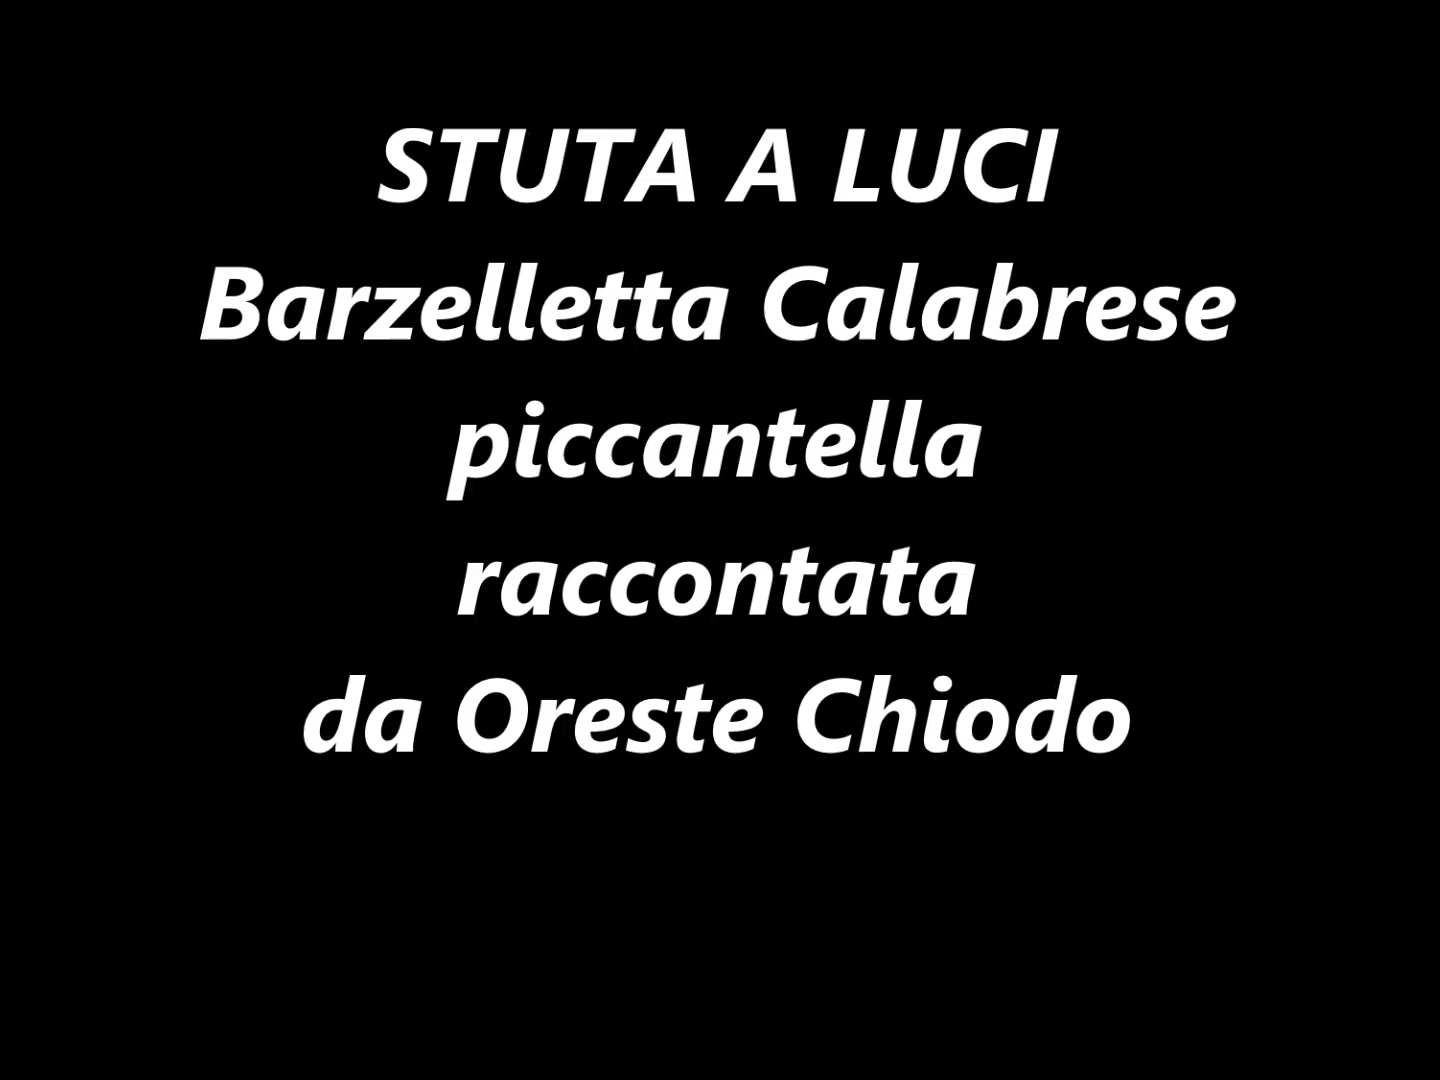 STUTA A LUCI
Barzelletta Calabrese
piccantella
raccontata
da Oreste Chiodo